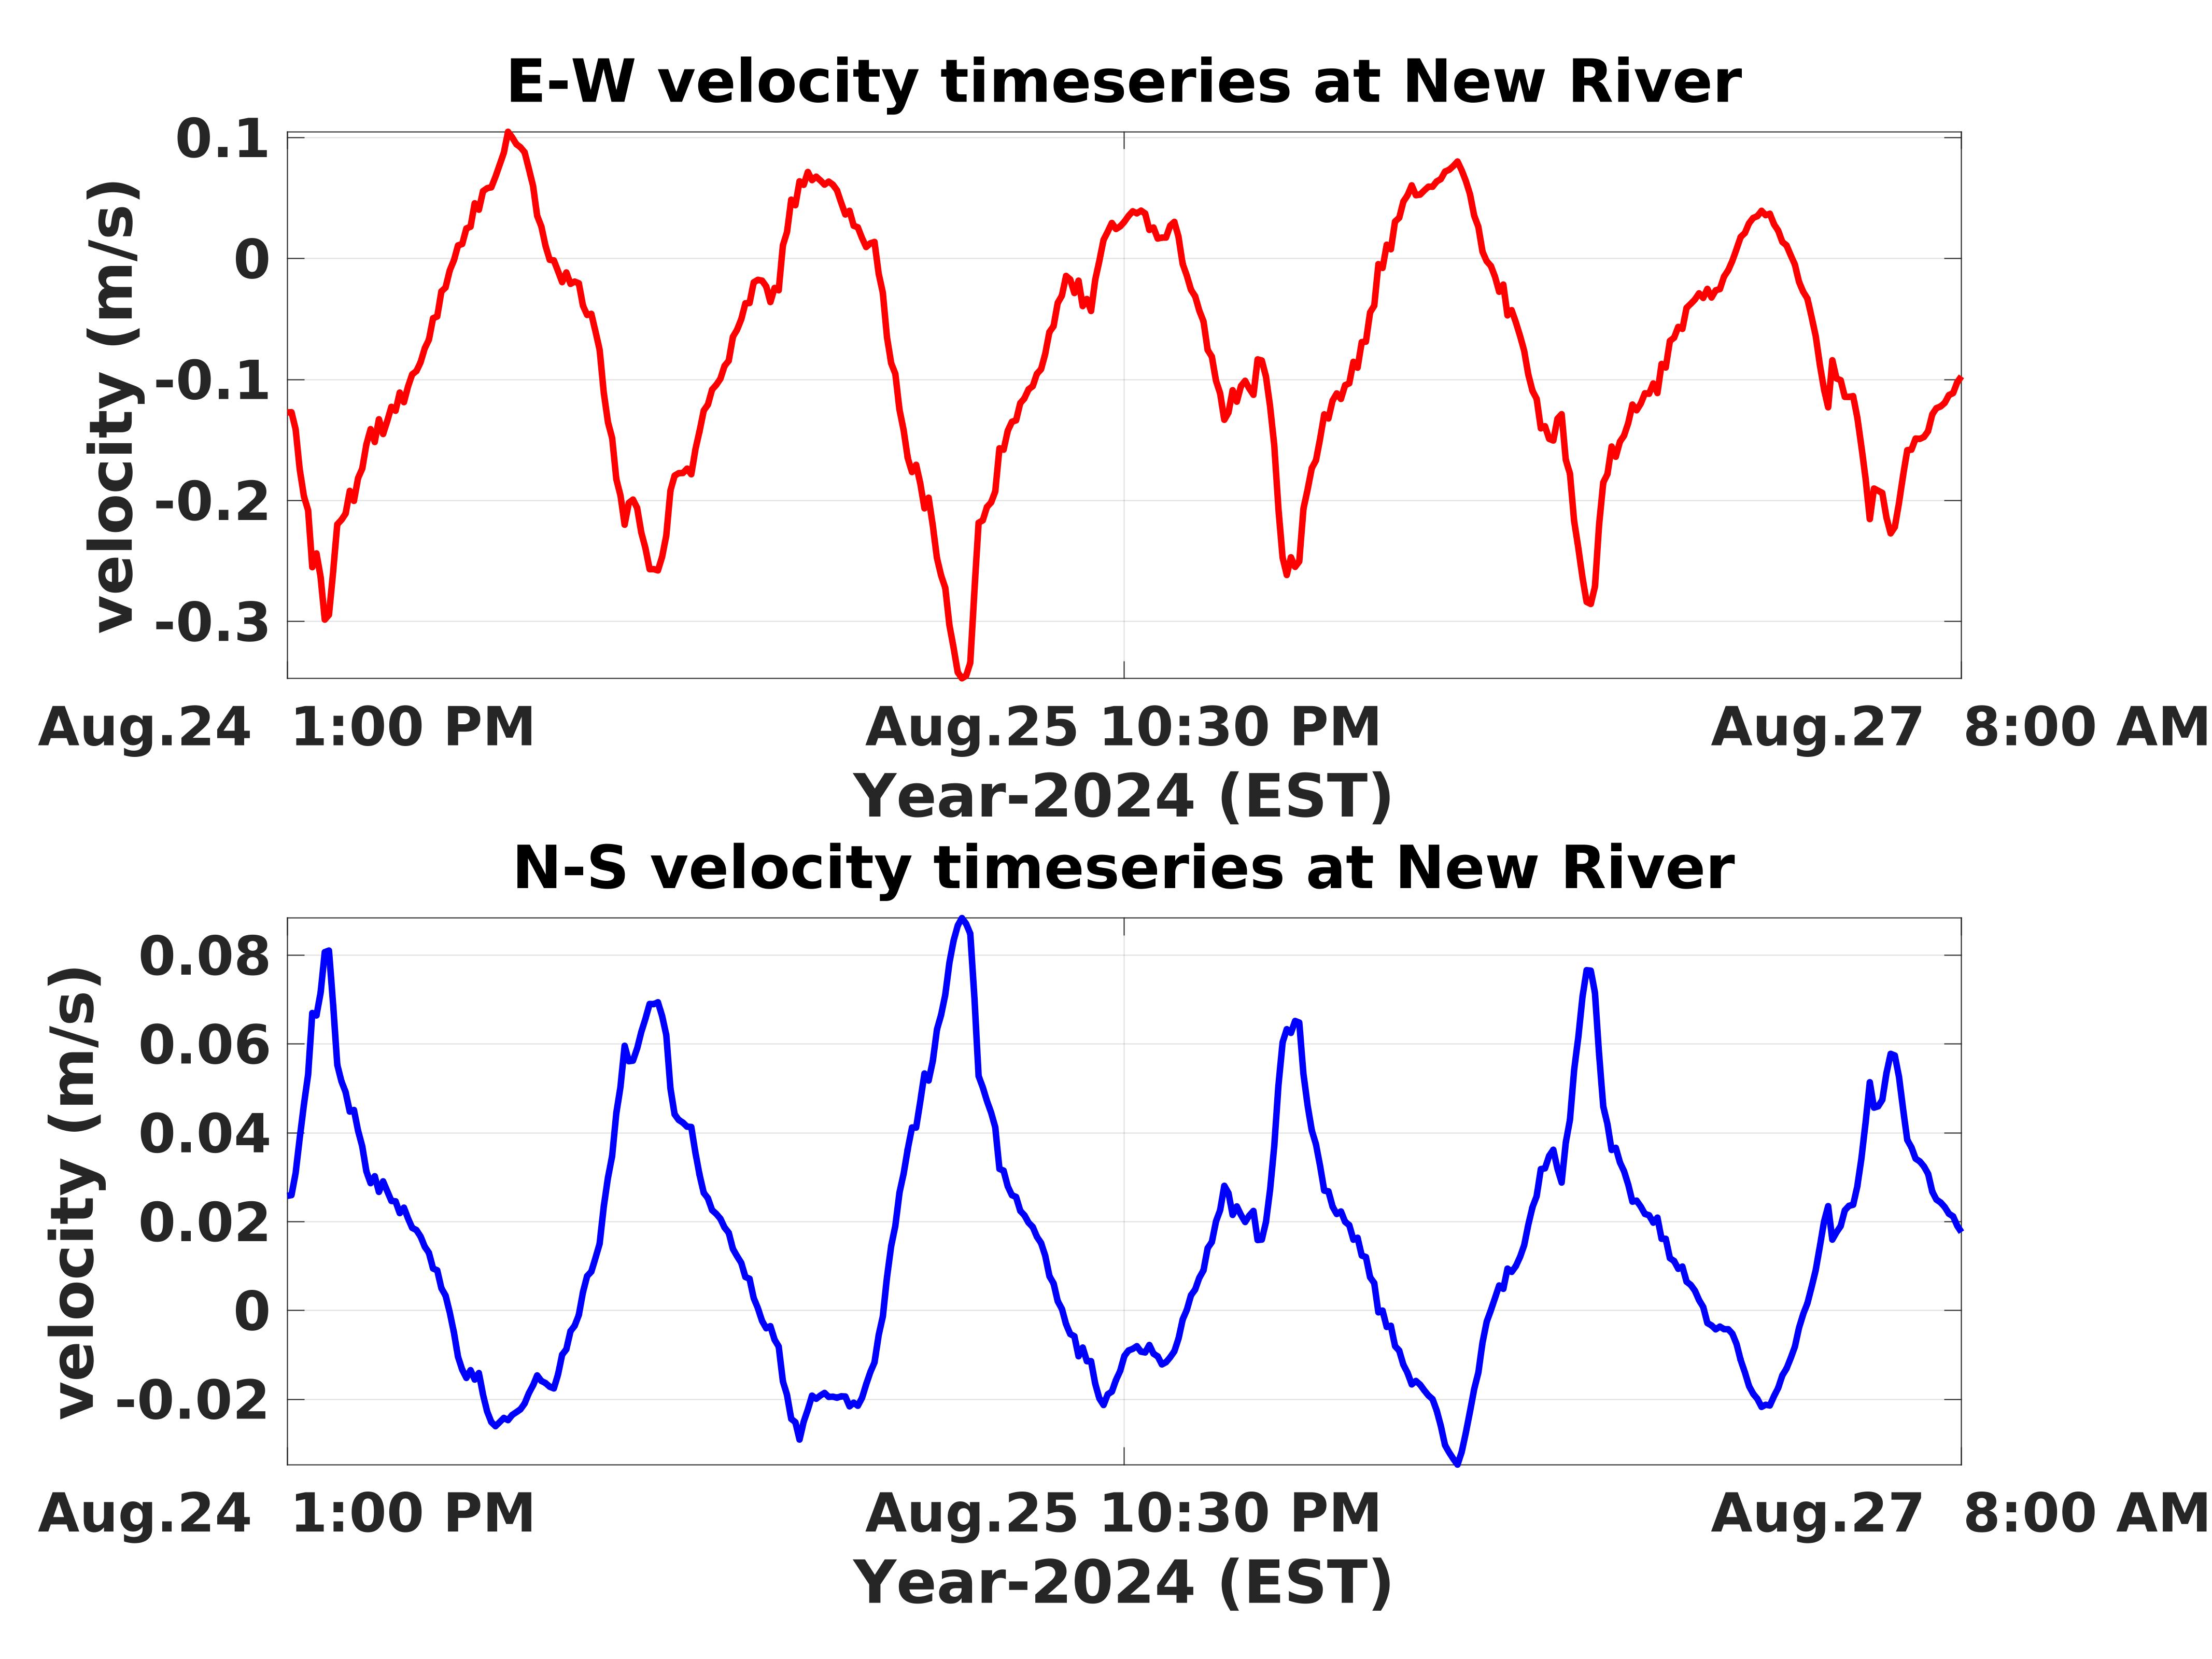 E-W velocity timeseries at New River
velocity (m/s)
0.1
0
-0.1
-0.2
-0.3
Aug.24 1:00 PM
Aug.25 10:30 PM
Aug.27 8:00 AM
Year-2024 (EST)
N-S velocity timeseries at New River
velocity (m/s)
0.08
0.06
0.04
0.02
0
-0.02
Aug.24 1:00 PM
Aug.25 10:30 PM
Aug.27 8:00 AM
Year-2024 (EST)